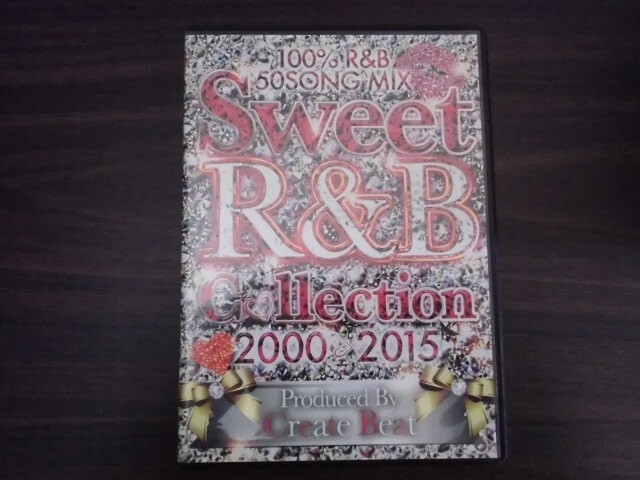 100% R&B
50SONG MIX
Sweet
R&B
Collection
2000 2015
Produced By
Create Beat